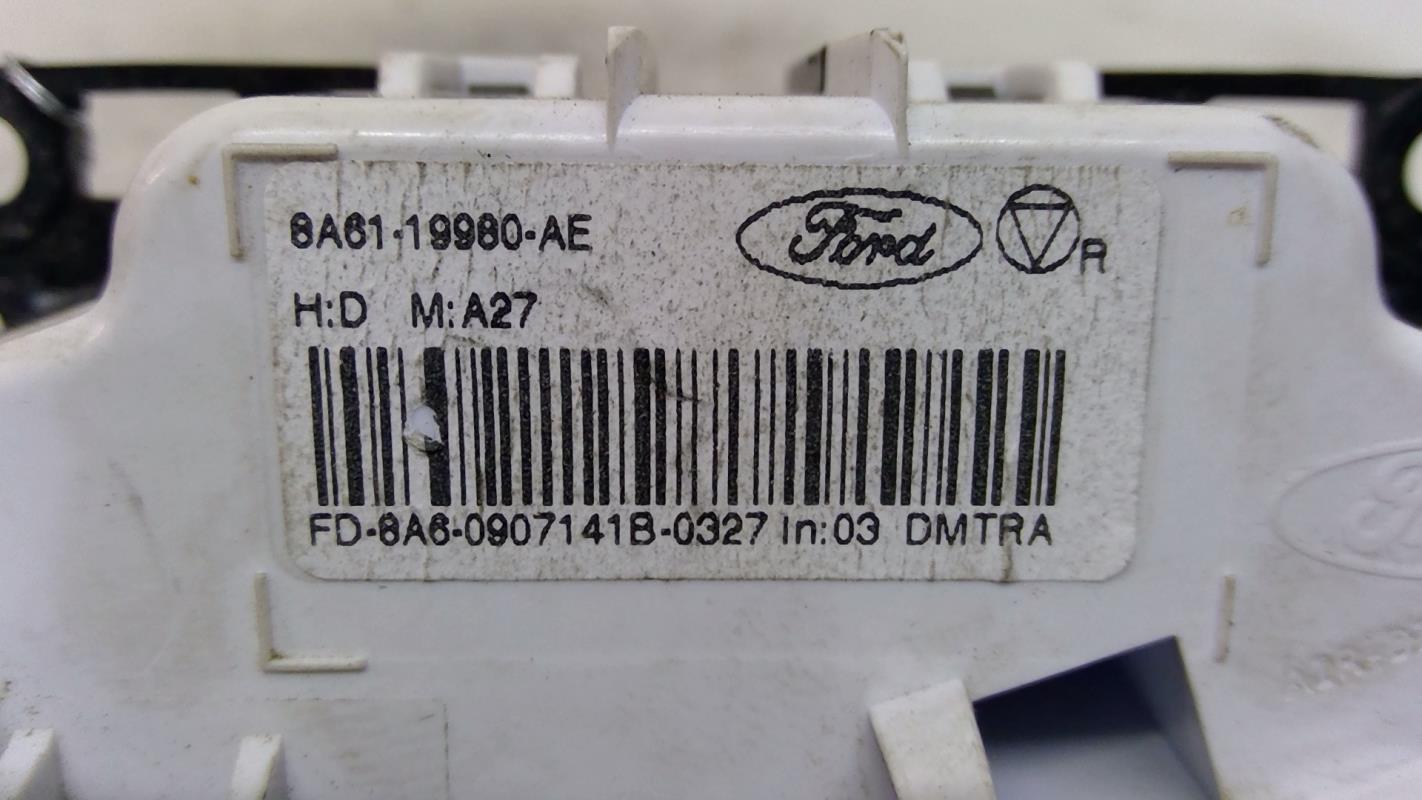 8A61-19980-AE
Ford
R
H:D M:A27
FD-8A6-0907141B-0327 In:03 DMTRA